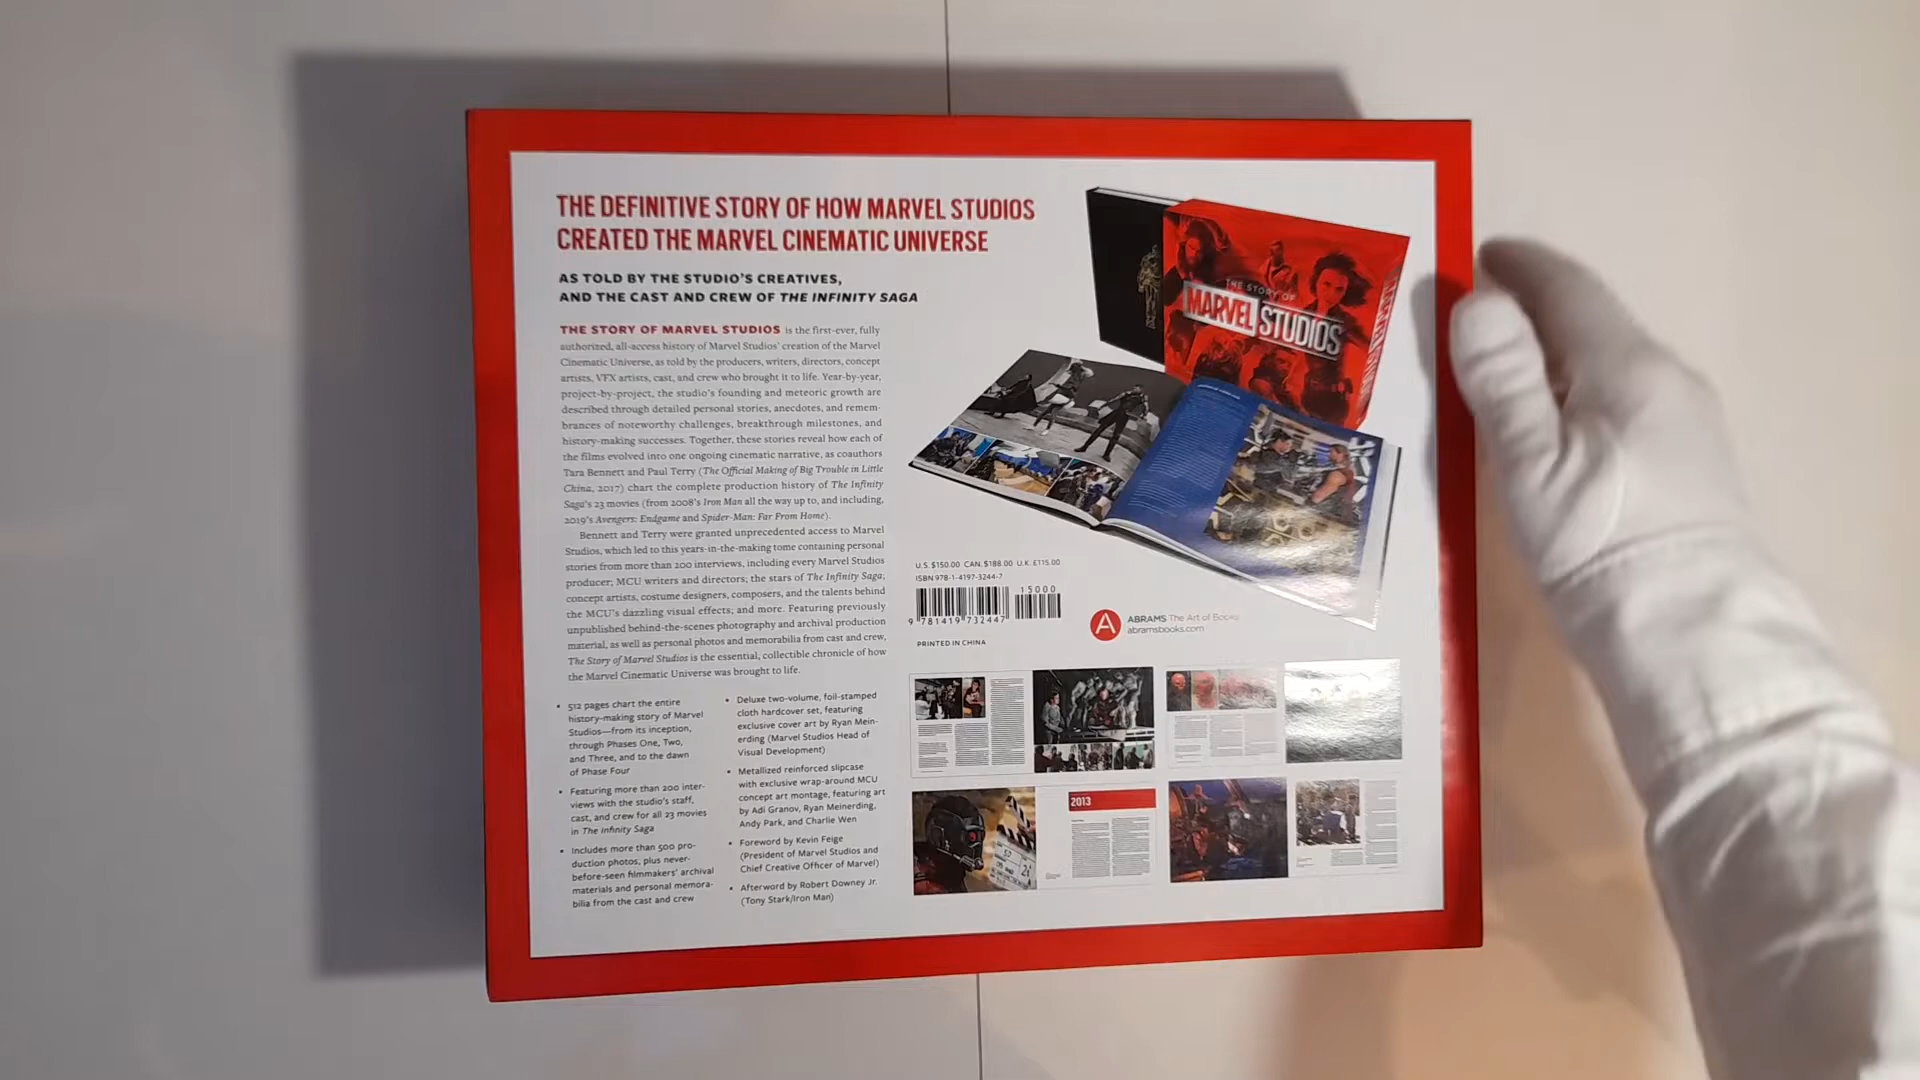 THE DEFINITIVE STORY OF HOW MARVEL STUDIOS
CREATED THE MARVEL CINEMATIC UNIVERSE
AS TOLD BY THE STUDIO'S CREATIVES,
AND THE CAST AND CREW OF THE INFINITY SAGA
THE STORY OF MARVEL STUDIOS is the first-ever, fully
authorized, all-access history of Marvel Studios' creation of the Marvel
Cinematic Universe, as told by the producers, writers, directors, concept
artists, VFX artists, cast, and crew who brought it to life. Year-by-year,
project-by-project, the studio's founding and meteoric growth are
described through detailed personal stories, anecdotes, and remem-
brances of noteworthy challenges, breakthrough milestones, and
history-making successes. Together, these stories reveal how each of
the films evolved into one ongoing cinematic narrative, as coauthors
Tara Bennett and Paul Terry (The Official Making of Big Trouble in Little
China, 2017) chart the complete production history of The Infinity
Saga's 23 movies (from 2008's Iron Man all the way up to, and including,
2019's Avengers: Endgame and Spider-Man: Far From Home).
Bennett and Terry were granted unprecedented access to Marvel
Studios, which led to this years-in-the-making tome containing personal
stories from more than 200 interviews, including every Marvel Studios
producer; MCU writers and directors; the stars of The Infinity Saga;
concept artists, costume designers, composers, and the talents behind
the MCU's dazzling visual effects; and more. Featuring previously
unpublished behind-the-scenes photography and archival production
material, as well as personal photos and memorabilia from cast and crew,
The Story of Marvel Studios is the essential, collectible chronicle of how
the Marvel Cinematic Universe was brought to life.
• 512 pages chart the entire
history-making story of Marvel
Studios—from its inception,
through Phases One, Two,
and Three, and to the dawn
of Phase Four
• Featuring more than 200 inter-
views with the studio's staff,
cast, and crew for all 23 movies
in The Infinity Saga
• Includes more than 500 pro-
duction photos, plus never-
before-seen filmmakers' archival
materials and personal memora-
bilia from the cast and crew
• Deluxe two-volume, foil-stamped
cloth hardcover set, featuring
exclusive cover art by Ryan Mein-
erding (Marvel Studios Head of
Visual Development)
• Metallized reinforced slipcase
with exclusive wrap-around MCU
concept art montage, featuring art
by Adi Granov, Ryan Meinerding,
Andy Park, and Charlie Wen
• Foreword by Kevin Feige
(President of Marvel Studios and
Chief Creative Officer of Marvel)
• Afterword by Robert Downey Jr.
(Tony Stark/Iron Man)
THE STORY OF
MARVEL STUDIOS
U.S. $150.00 CAN. $188.00 U.K. £115.00
ISBN 978-1-4197-3244-7
15000
9 781419 732447
PRINTED IN CHINA
A
ABRAMS The Art of Books
abramsbooks.com
2013